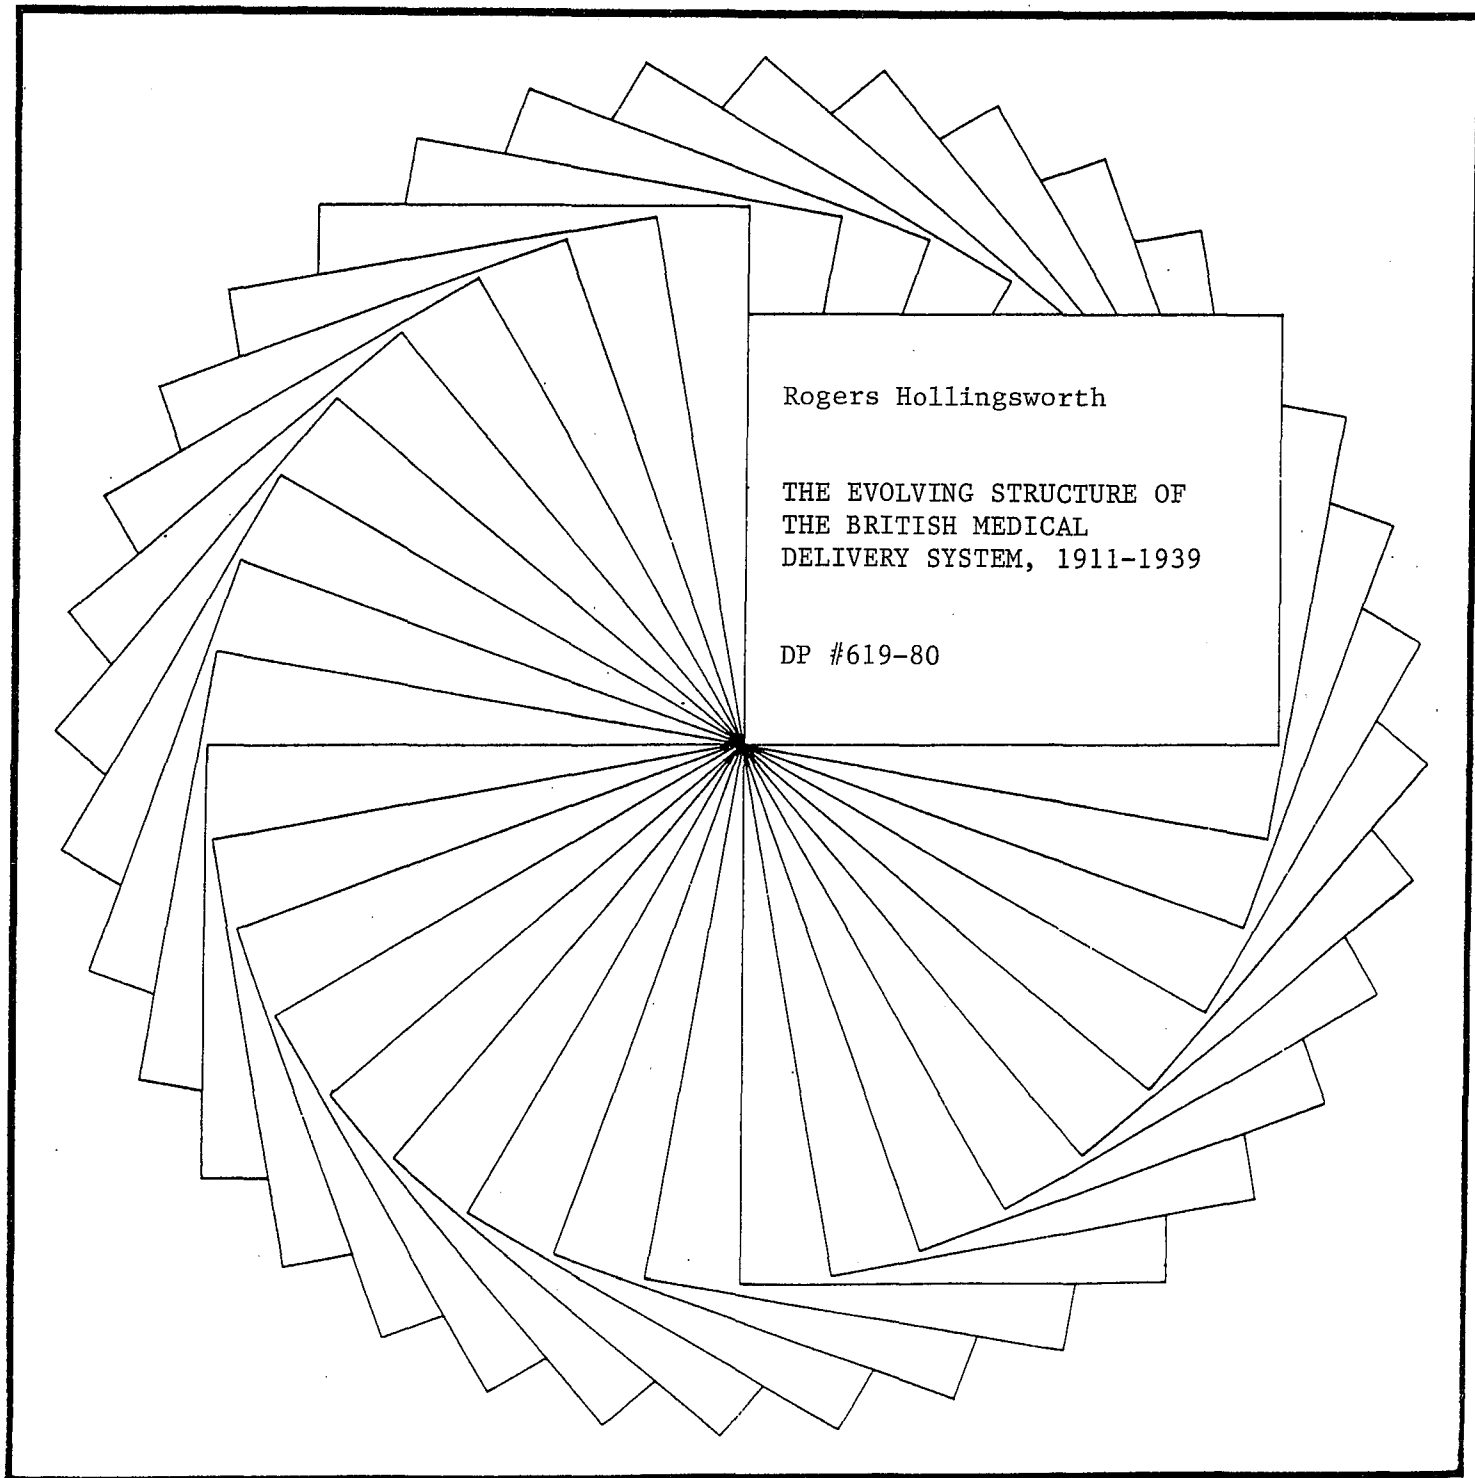 Rogers Hollingsworth
THE EVOLVING STRUCTURE OF
THE BRITISH MEDICAL
DELIVERY SYSTEM, 1911-1939
DP #619-80